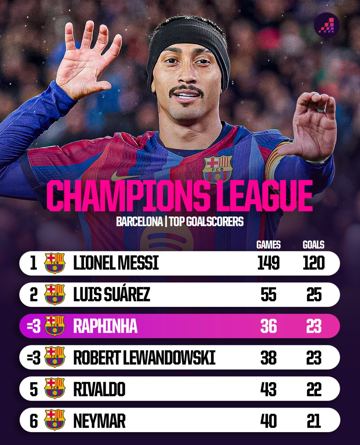 CHAMPIONS LEAGUE
BARCELONA | TOP GOALSCORERS
GAMES GOALS
1 LIONEL MESSI 149 120
2 LUIS SUÁREZ 55 25
=3 RAPHINHA 36 23
=3 ROBERT LEWANDOWSKI 38 23
5 RIVALDO 43 22
6 NEYMAR 40 21